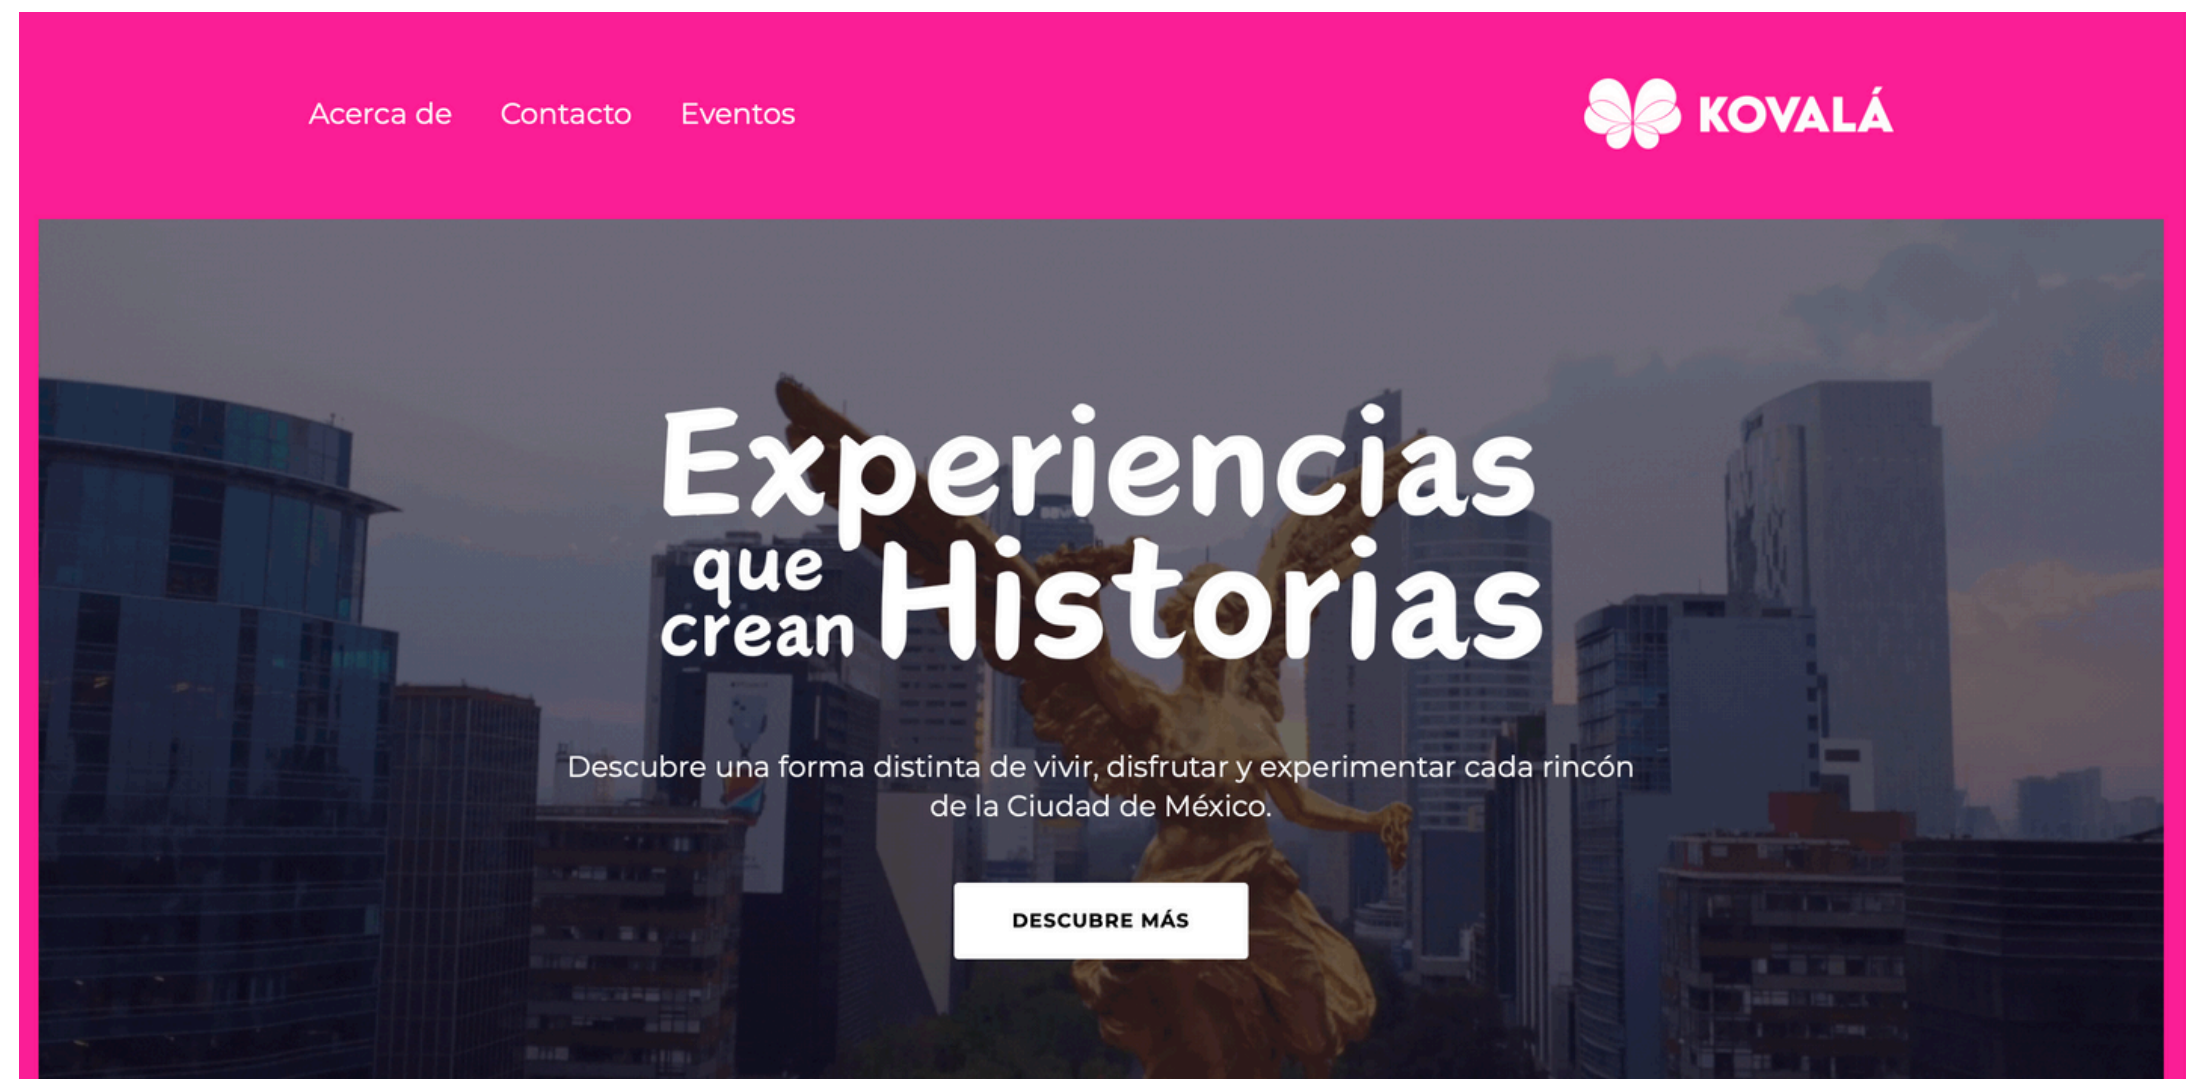 Acerca de Contacto Eventos
KOVALÁ
Experiencias
que
crean Historias
Descubre una forma distinta de vivir, disfrutar y experimentar cada rincón
de la Ciudad de México.
DESCUBRE MÁS